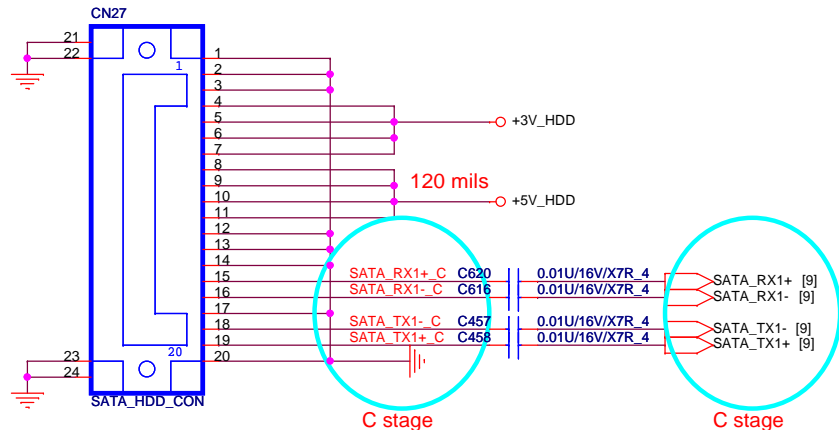 CN27
21
22
1
1
2
3
4
5
+3V_HDD
6
7
8
9
120 mils
10
+5V_HDD
11
12
13
14
15
SATA_RX1+_C
C620
0.01U/16V/X7R_4
SATA_RX1+ [9]
16
SATA_RX1-_C
C616
0.01U/16V/X7R_4
SATA_RX1- [9]
17
18
SATA_TX1-_C
C457
0.01U/16V/X7R_4
SATA_TX1- [9]
19
SATA_TX1+_C
C458
0.01U/16V/X7R_4
SATA_TX1+ [9]
20
20
23
24
SATA_HDD_CON
C stage
C stage